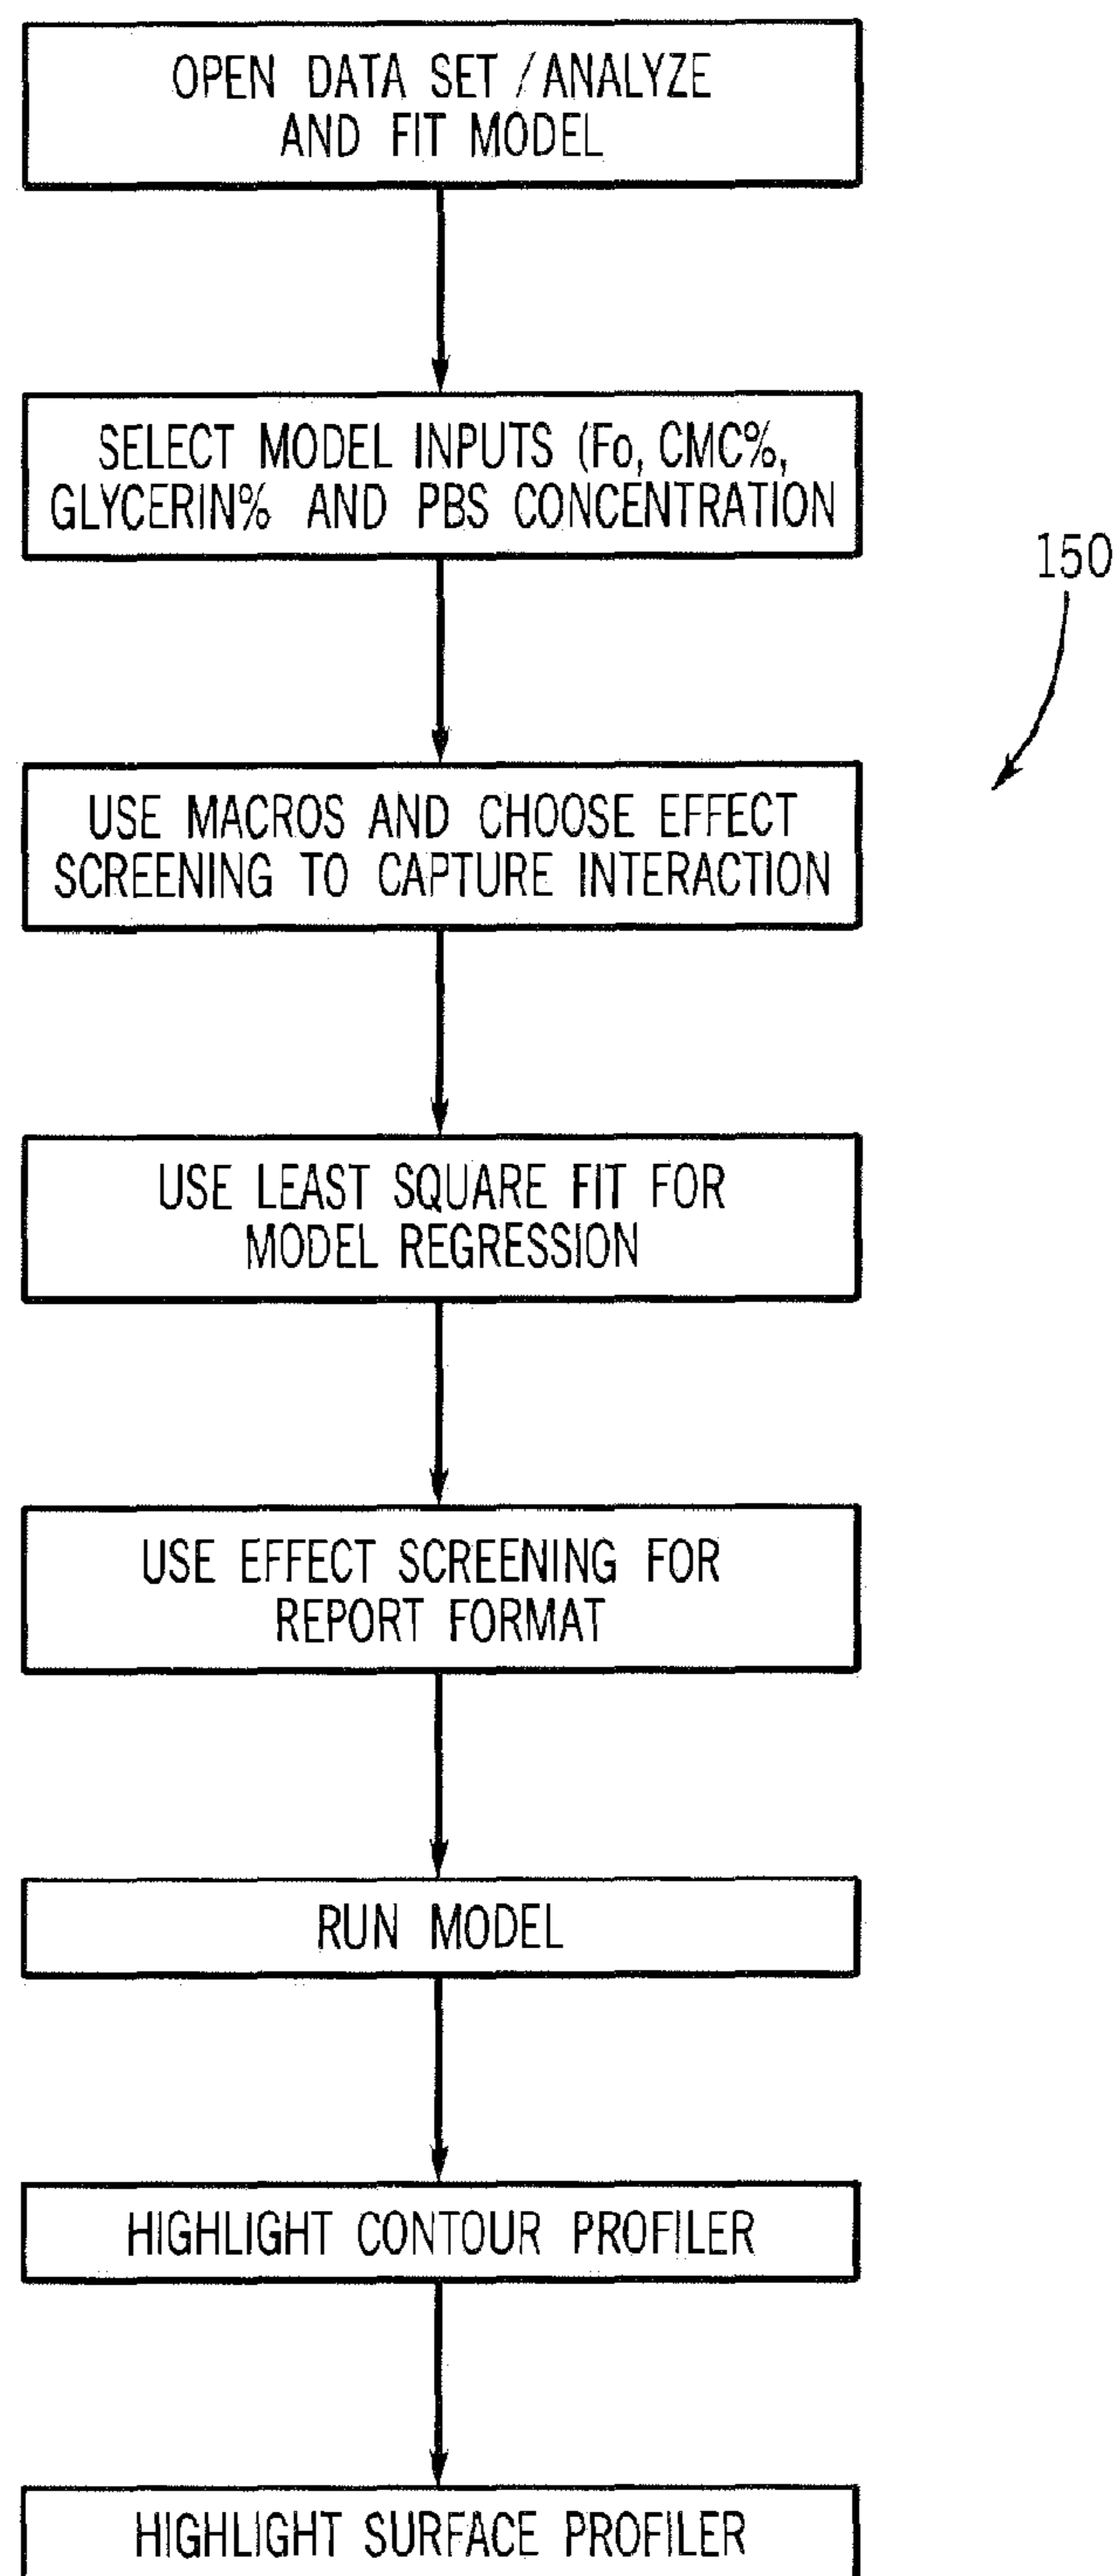 OPEN DATA SET / ANALYZE
AND FIT MODEL
SELECT MODEL INPUTS (Fo, CMC%,
GLYCERIN% AND PBS CONCENTRATION
150
USE MACROS AND CHOOSE EFFECT
SCREENING TO CAPTURE INTERACTION
USE LEAST SQUARE FIT FOR
MODEL REGRESSION
USE EFFECT SCREENING FOR
REPORT FORMAT
RUN MODEL
HIGHLIGHT CONTOUR PROFILER
HIGHLIGHT SURFACE PROFILER